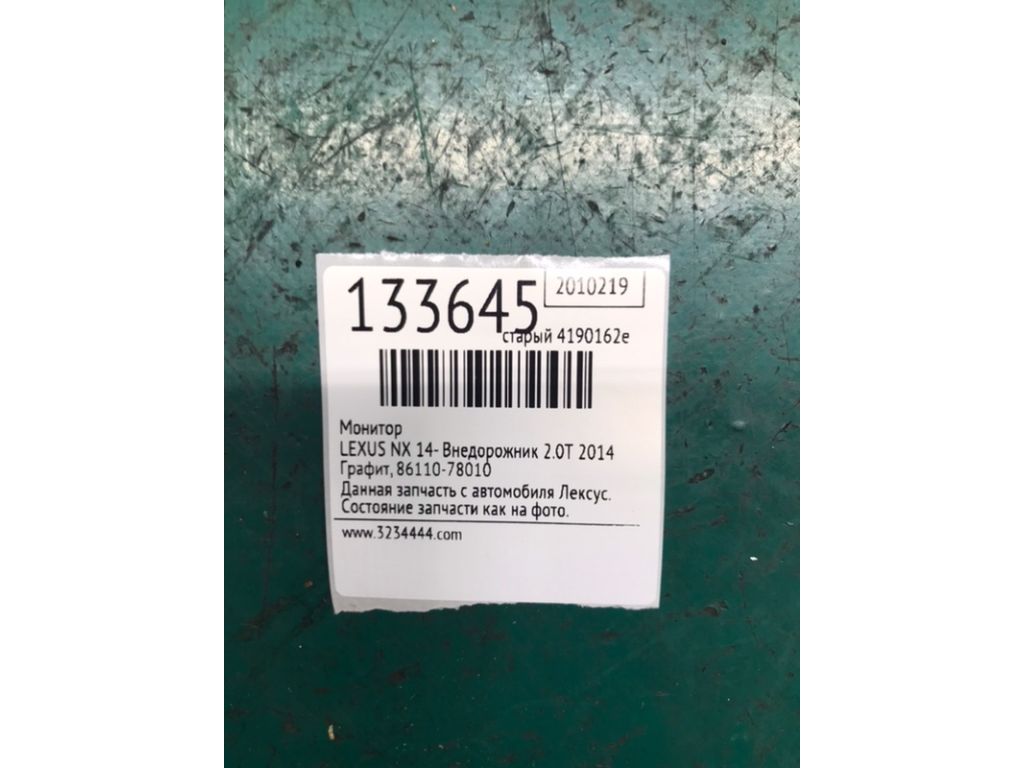 133645
2010219
старый 4190162е
Монитор
LEXUS NX 14- Внедорожник 2.0T 2014
Графит, 86110-78010
Данная запчасть с автомобиля Лексус.
Состояние запчасти как на фото.
www.3234444.com